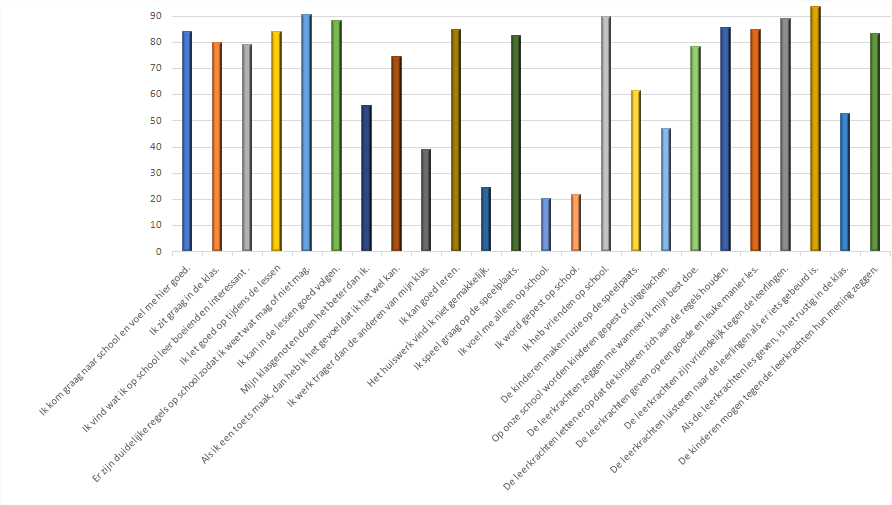 90
80
70
60
50
40
30
20
10
0
Ik kom graag naar school en voel me hier goed.
Ik zit graag in de klas.
Ik vind wat ik op school leer boeiend en interessant .
Ik let goed op tijdens de lessen
Er zijn duidelijke regels op school zodat ik weet wat mag of niet mag.
Ik kan in de lessen goed volgen.
Mijn klasgenoten doen het beter dan ik.
Als ik een toets maak, dan heb ik het gevoel dat ik het wel kan.
Ik werk trager dan de anderen van mijn klas.
Ik kan goed leren.
Het huiswerk vind ik niet gemakkelijk.
Ik speel graag op de speelplaats.
Ik voel me alleen op school.
Ik word gepest op school.
Ik heb vrienden op school.
De kinderen maken ruzie op de speelpaats.
Op onze school worden kinderen gepest of uitgelachen.
De leerkrachten zeggen me wanneer ik mijn best doe.
De leerkrachten letten erop dat de kinderen zich aan de regels houden.
De leerkrachten geven op een goede en leuke manier les.
De leerkrachten zijn vriendelijk tegen de leerlingen.
De leerkrachten luisteren naar de leerlingen als er iets gebeurd is.
Als de leerkrachten les geven, is het rustig in de klas.
De kinderen mogen tegen de leerkrachten hun mening zeggen.